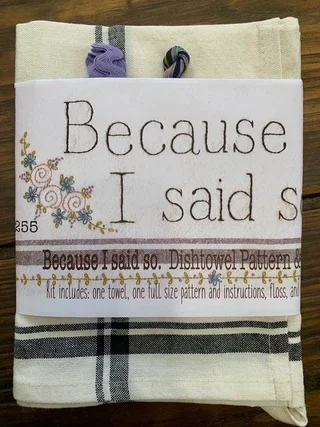 Because
I said s
255
Because I said so. Dishtowel Pattern &
Kit includes: one towel, one full size pattern and instructions, floss, and